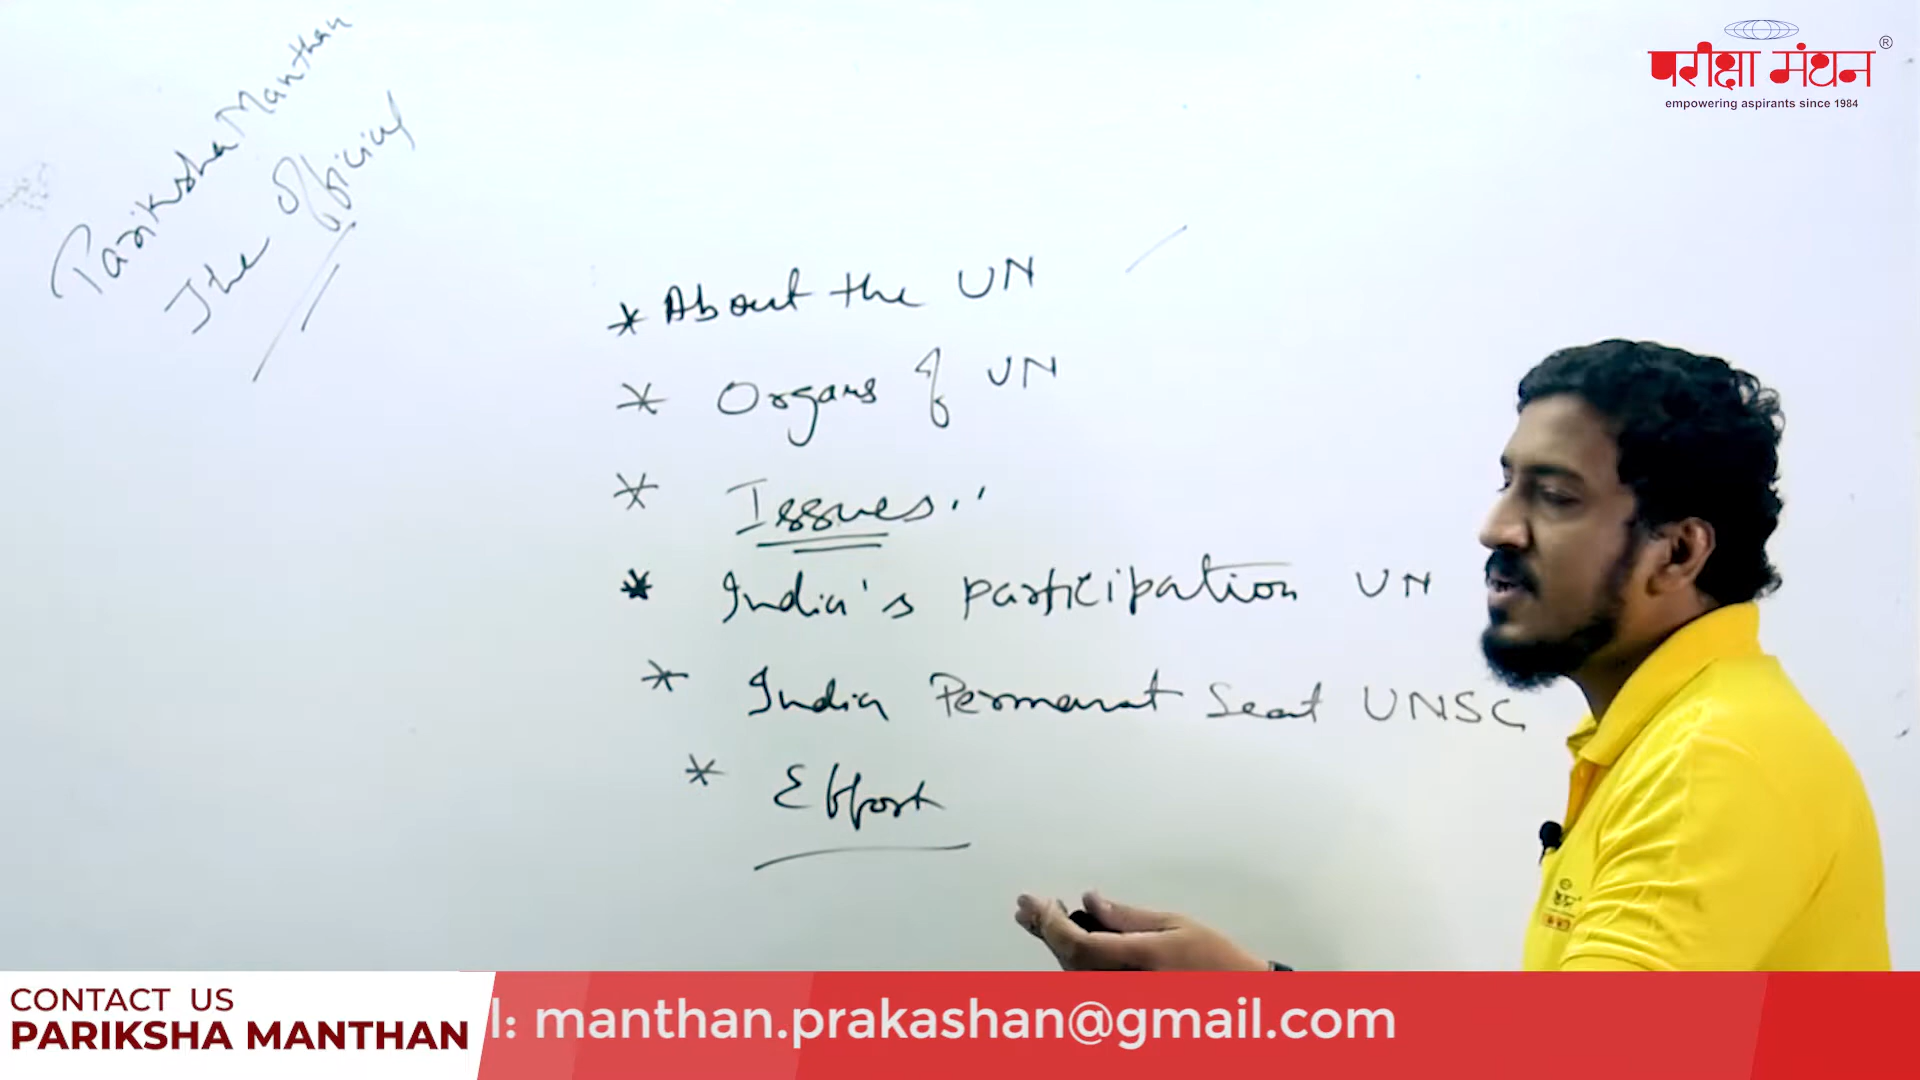 Pariksha Manthan
The Official
परीक्षा मंथन ®
empowering aspirants since 1984
* About the UN
* Organs of UN
* Issues..
* India's participation UN
* India Permanent Seat UNSC
* Effort
CONTACT US
PARIKSHA MANTHAN
l: manthan.prakashan@gmail.com